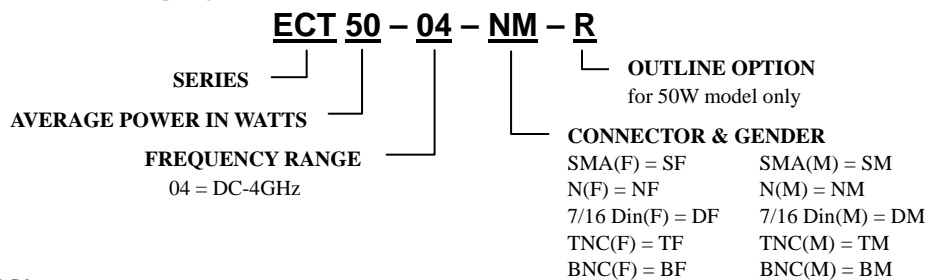 ECT 50 – 04 – NM – R
SERIES
AVERAGE POWER IN WATTS
FREQUENCY RANGE
04 = DC-4GHz
OUTLINE OPTION
for 50W model only
CONNECTOR & GENDER
SMA(F) = SF SMA(M) = SM
N(F) = NF N(M) = NM
7/16 Din(F) = DF 7/16 Din(M) = DM
TNC(F) = TF TNC(M) = TM
BNC(F) = BF BNC(M) = BM